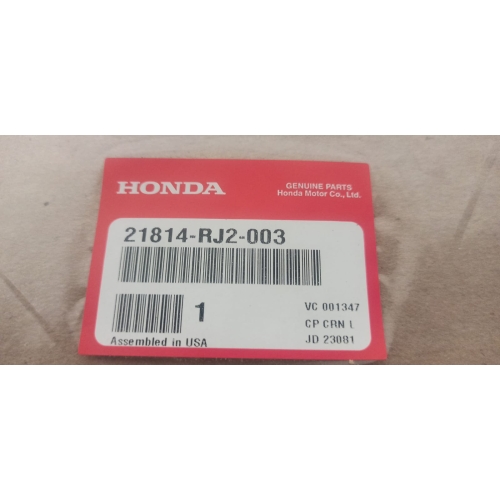 HONDA
GENUINE PARTS
Honda Motor Co., Ltd.
21814-RJ2-003
1
VC 001347
CP CRN L
Assembled in USA
JD 23081